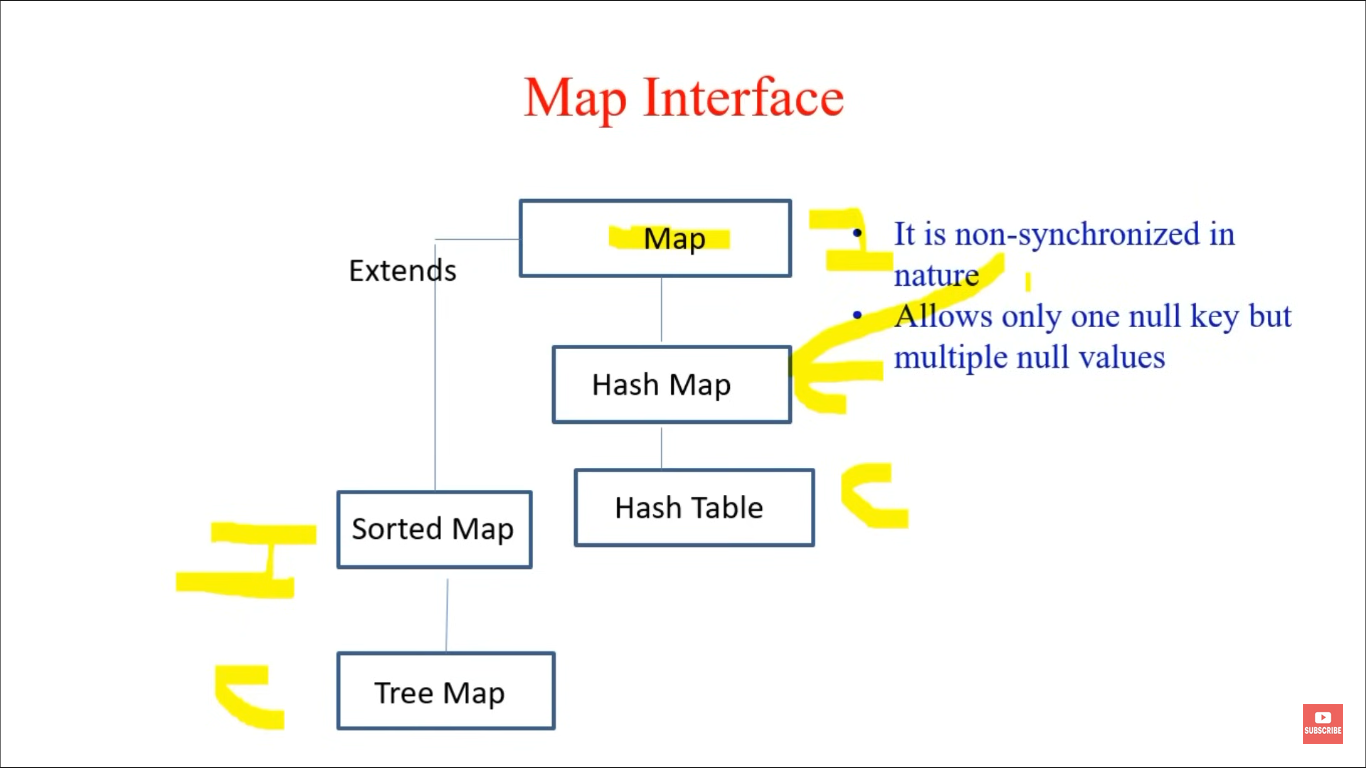 Map Interface
Map
• It is non-synchronized in
nature
Extends
• Allows only one null key but
multiple null values
Hash Map
Hash Table
Sorted Map
Tree Map
I
C
C
I
C
SUBSCRIBE